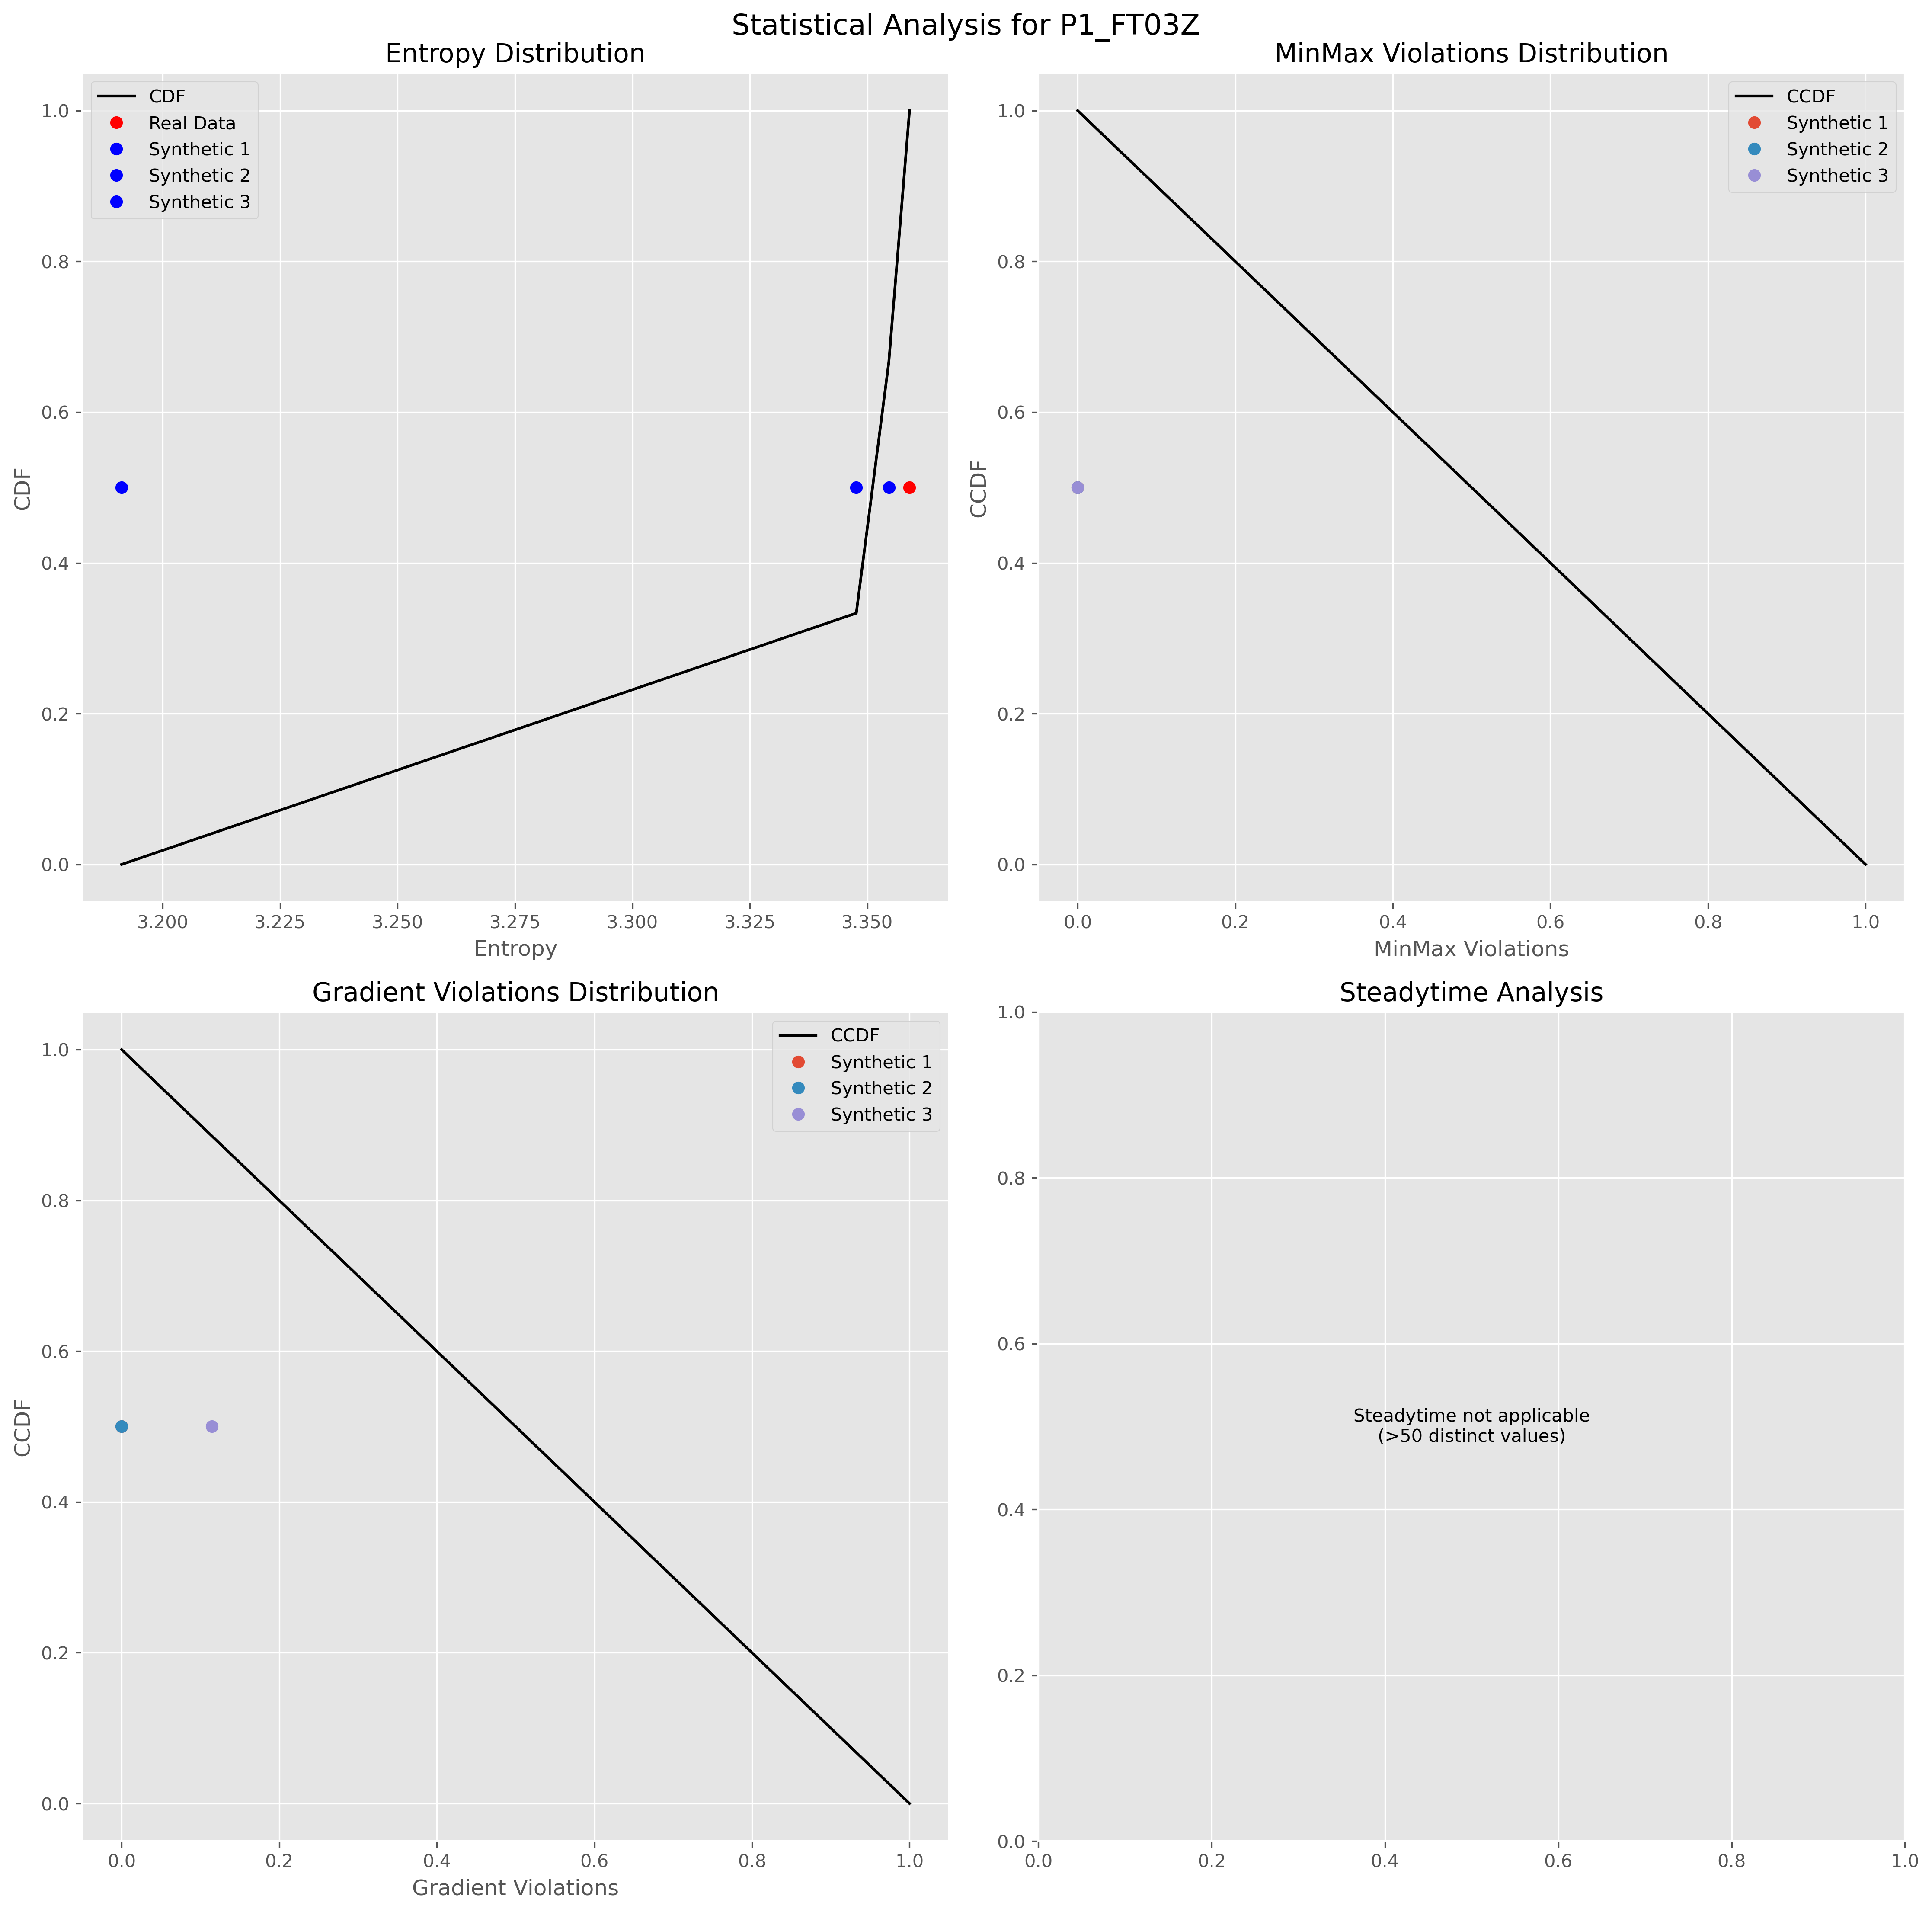 Statistical Analysis for P1_FT03Z
Entropy Distribution
CDF
Real Data
Synthetic 1
Synthetic 2
Synthetic 3
1.0
0.8
0.6
0.4
0.2
0.0
CDF
3.200 3.225 3.250 3.275 3.300 3.325 3.350
Entropy
MinMax Violations Distribution
CCDF
Synthetic 1
Synthetic 2
Synthetic 3
1.0
0.8
0.6
0.4
0.2
0.0
CCDF
0.0 0.2 0.4 0.6 0.8 1.0
MinMax Violations
Gradient Violations Distribution
CCDF
Synthetic 1
Synthetic 2
Synthetic 3
1.0
0.8
0.6
0.4
0.2
0.0
CCDF
0.0 0.2 0.4 0.6 0.8 1.0
Gradient Violations
Steadytime Analysis
1.0
0.8
0.6
0.4
0.2
0.0
Steadytime not applicable
(>50 distinct values)
0.0 0.2 0.4 0.6 0.8 1.0